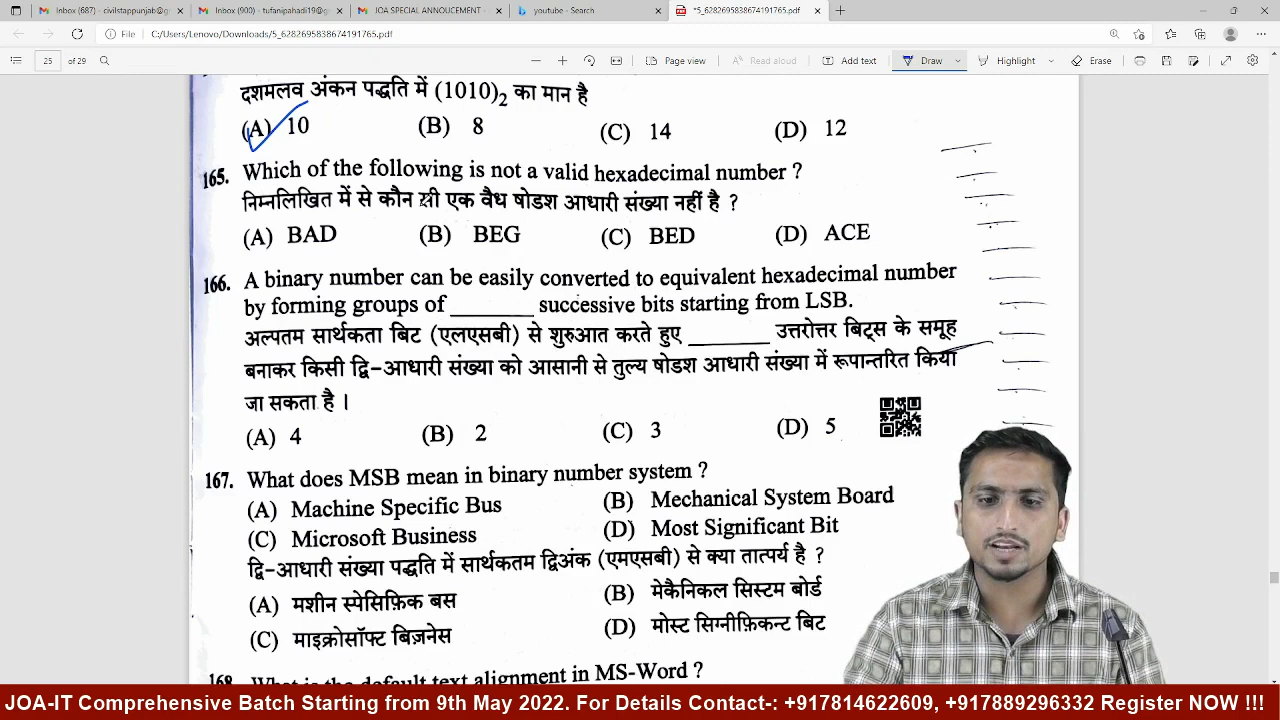 Inbox (687) - civilstappunjab@g
Inbox (900) - tufanipahadi19@g
JOA SPECIAL ANNOUCEMENT -
youtube - Search
*5_6282695838674191765.pdf
File
C:/Users/Lenovo/Downloads/5_6282695838674191765.pdf
25 of 29
Page view
Read aloud
Add text
Draw
Highlight
Erase
दशमलव अंकन पद्धति में (1010)2 का मान है
(A) 10 (B) 8 (C) 14 (D) 12
165. Which of the following is not a valid hexadecimal number ?
निम्नलिखित में से कौन सी एक वैध षोडश आधारी संख्या नहीं है ?
(A) BAD (B) BEG (C) BED (D) ACE
166. A binary number can be easily converted to equivalent hexadecimal number
by forming groups of ________ successive bits starting from LSB.
अल्पतम सार्थकता बिट (एलएसबी) से शुरुआत करते हुए ________ उत्तरोत्तर बिट्स के समूह
बनाकर किसी द्वि-आधारी संख्या को आसानी से तुल्य षोडश आधारी संख्या में रूपान्तरित किया
जा सकता है ।
(A) 4 (B) 2 (C) 3 (D) 5
167. What does MSB mean in binary number system ?
(A) Machine Specific Bus (B) Mechanical System Board
(C) Microsoft Business (D) Most Significant Bit
द्वि-आधारी संख्या पद्धति में सार्थकतम द्विअंक (एमएसबी) से क्या तात्पर्य है ?
(A) मशीन स्पेसिफ़िक बस (B) मेकैनिकल सिस्टम बोर्ड
(C) माइक्रोसॉफ्ट बिज़नेस (D) मोस्ट सिग्नीफ़िकन्ट बिट
168. What is the default text alignment in MS-Word ?
JOA-IT Comprehensive Batch Starting from 9th May 2022. For Details Contact-: +917814622609, +917889296332 Register NOW !!!